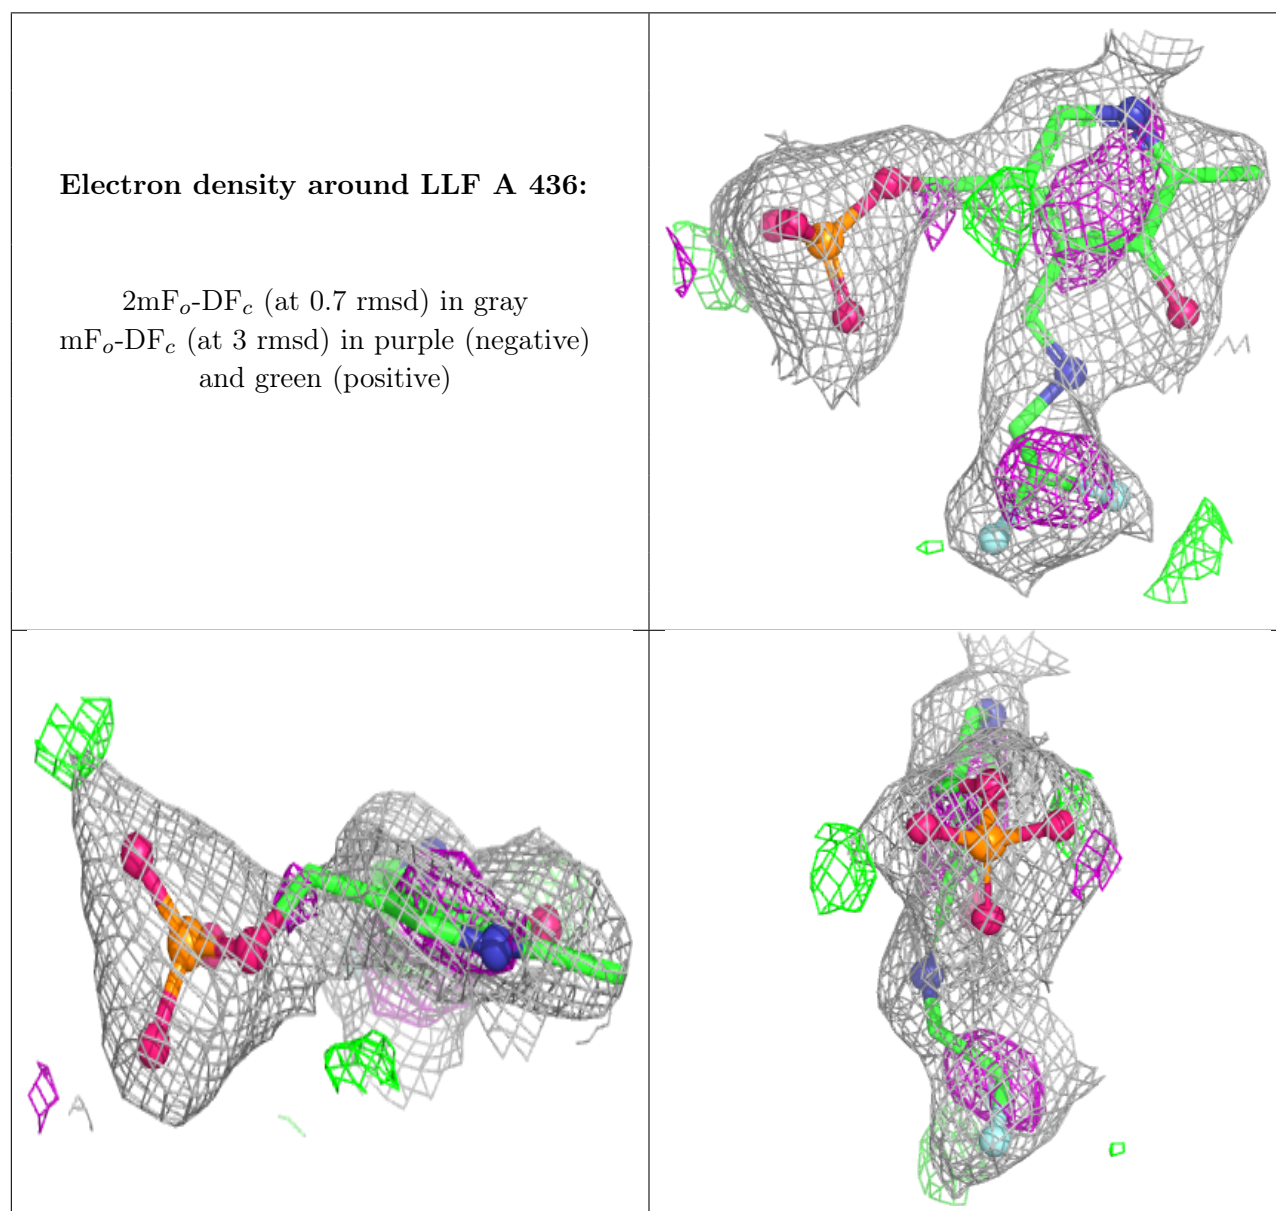 Electron density around LLF A 436:
2mFo-DFc (at 0.7 rmsd) in gray
mFo-DFc (at 3 rmsd) in purple (negative)
and green (positive)